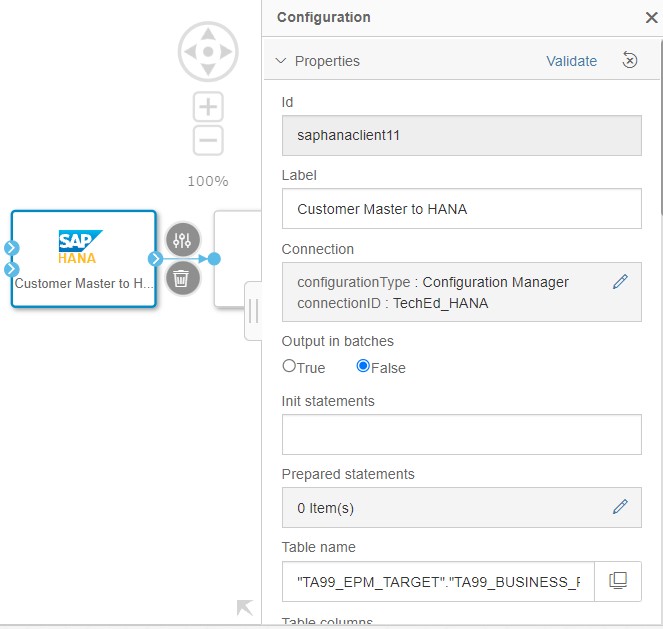 Configuration
Properties
Validate
Id
saphanaclient11
Label
Customer Master to HANA
Connection
configurationType : Configuration Manager
connectionID : TechEd_HANA
Output in batches
True
False
Init statements
Prepared statements
0 Item(s)
Table name
"TA99_EPM_TARGET"."TA99_BUSINESS_
Table columns
100%
SAP
HANA
Customer Master to H...